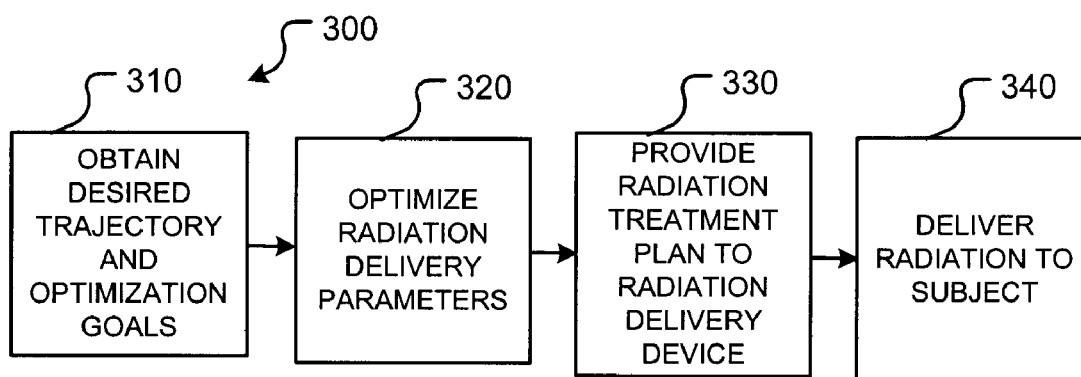 300
310
OBTAIN
DESIRED
TRAJECTORY
AND
OPTIMIZATION
GOALS
320
OPTIMIZE
RADIATION
DELIVERY
PARAMETERS
330
PROVIDE
RADIATION
TREATMENT
PLAN TO
RADIATION
DELIVERY
DEVICE
340
DELIVER
RADIATION TO
SUBJECT